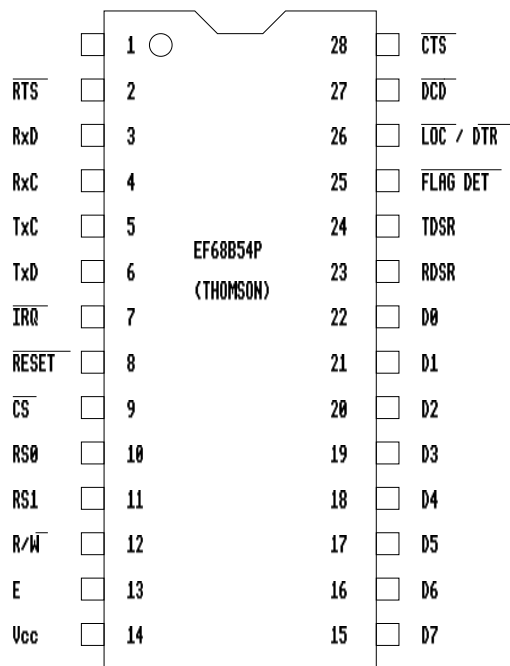 1 28 CTS
RTS 2 27 DCD
RxD 3 26 LOC / DTR
RxC 4 25 FLAG DET
TxC 5 24 TDSR
EF68B54P
TxD 6 23 RDSR
(THOMSON)
IRQ 7 22 D0
RESET 8 21 D1
CS 9 20 D2
RS0 10 19 D3
RS1 11 18 D4
R/W 12 17 D5
E 13 16 D6
Vcc 14 15 D7